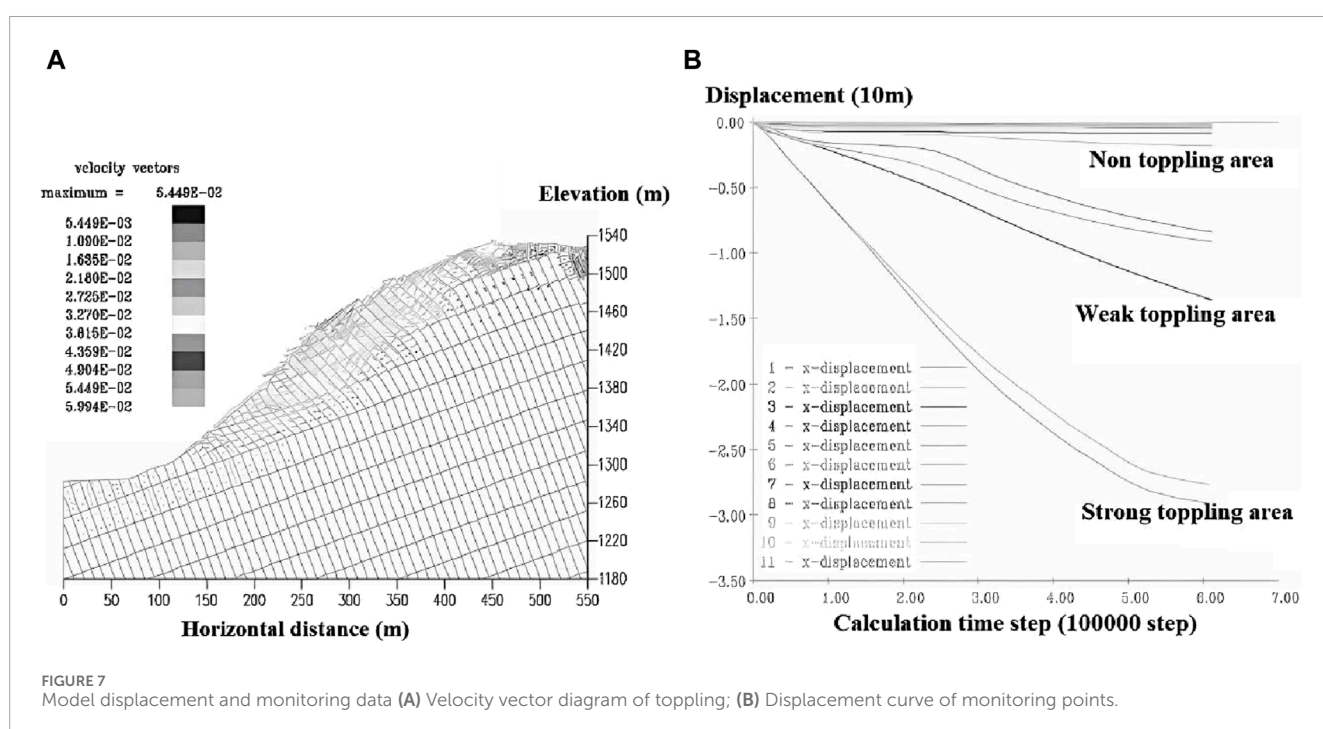 A
velocity vectors
maximum = 5.449E-02
5.449E-03
1.090E-02
1.635E-02
2.180E-02
2.725E-02
3.270E-02
3.815E-02
4.359E-02
4.904E-02
5.449E-02
5.994E-02
Elevation (m)
1540
1500
1460
1420
1380
1340
1300
1260
1220
1180
0 50 100 150 200 250 300 350 400 450 500 550
Horizontal distance (m)
B
Displacement (10m)
0.00
-0.50
-1.00
-1.50
-2.00
-2.50
-3.00
-3.50
Non toppling area
Weak toppling area
Strong toppling area
1 - x-displacement
2 - x-displacement
3 - x-displacement
4 - x-displacement
5 - x-displacement
6 - x-displacement
7 - x-displacement
8 - x-displacement
9 - x-displacement
10 - x-displacement
11 - x-displacement
0.00 1.00 2.00 3.00 4.00 5.00 6.00 7.00
Calculation time step (100000 step)
FIGURE 7
Model displacement and monitoring data (A) Velocity vector diagram of toppling; (B) Displacement curve of monitoring points.